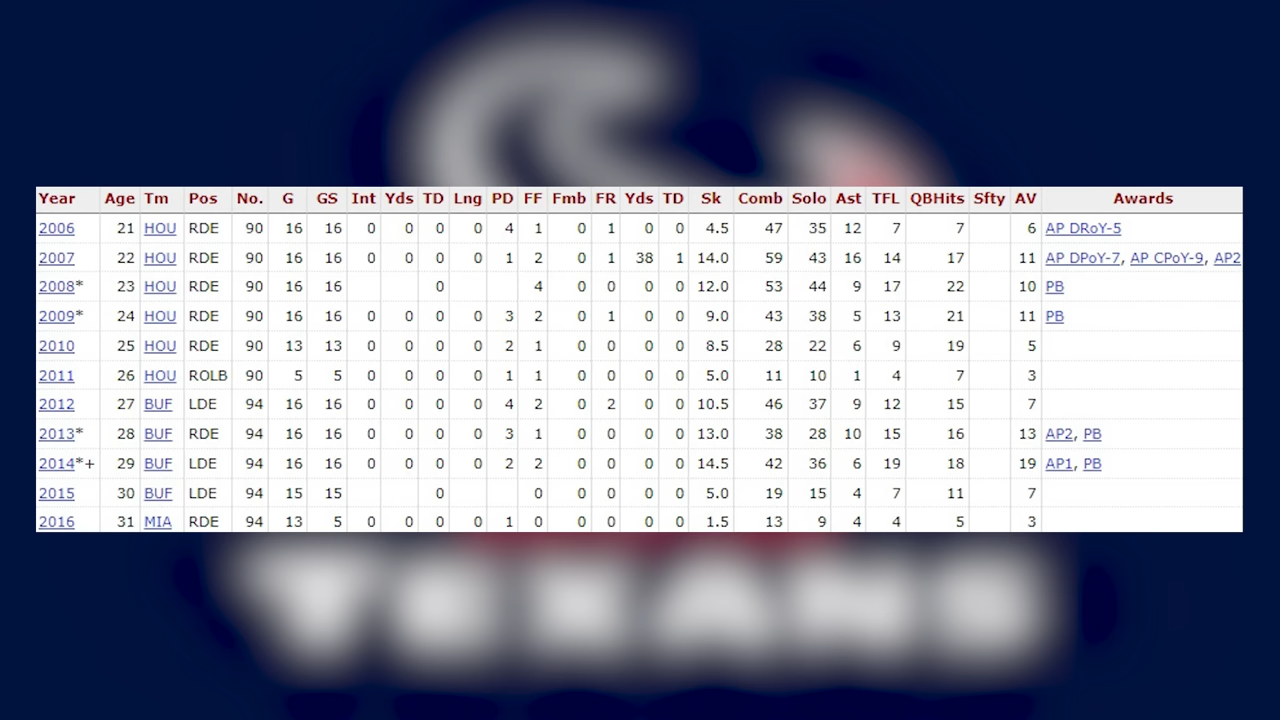 Year Age Tm Pos No. G GS Int Yds TD Lng PD FF Fmb FR Yds TD Sk Comb Solo Ast TFL QBHits Sfty AV Awards
2006 21 HOU RDE 90 16 16 0 0 0 0 4 1 0 1 0 0 4.5 47 35 12 7 7 6 AP DRoY-5
2007 22 HOU RDE 90 16 16 0 0 0 0 1 2 0 1 38 1 14.0 59 43 16 14 17 11 AP DPoY-7, AP CPoY-9, AP2
2008* 23 HOU RDE 90 16 16 0 4 0 0 0 0 12.0 53 44 9 17 22 10 PB
2009* 24 HOU RDE 90 16 16 0 0 0 0 3 2 0 1 0 0 9.0 43 38 5 13 21 11 PB
2010 25 HOU RDE 90 13 13 0 0 0 0 2 1 0 0 0 0 8.5 28 22 6 9 19 5
2011 26 HOU ROLB 90 5 5 0 0 0 0 1 1 0 0 0 0 5.0 11 10 1 4 7 3
2012 27 BUF LDE 94 16 16 0 0 0 0 4 2 0 2 0 0 10.5 46 37 9 12 15 7
2013* 28 BUF RDE 94 16 16 0 0 0 0 3 1 0 0 0 0 13.0 38 28 10 15 16 13 AP2, PB
2014*+ 29 BUF LDE 94 16 16 0 0 0 0 2 2 0 0 0 0 14.5 42 36 6 19 18 19 AP1, PB
2015 30 BUF LDE 94 15 15 0 0 0 0 0 0 5.0 19 15 4 7 11 7
2016 31 MIA RDE 94 13 5 0 0 0 0 1 0 0 0 0 0 1.5 13 9 4 4 5 3
TEXANS